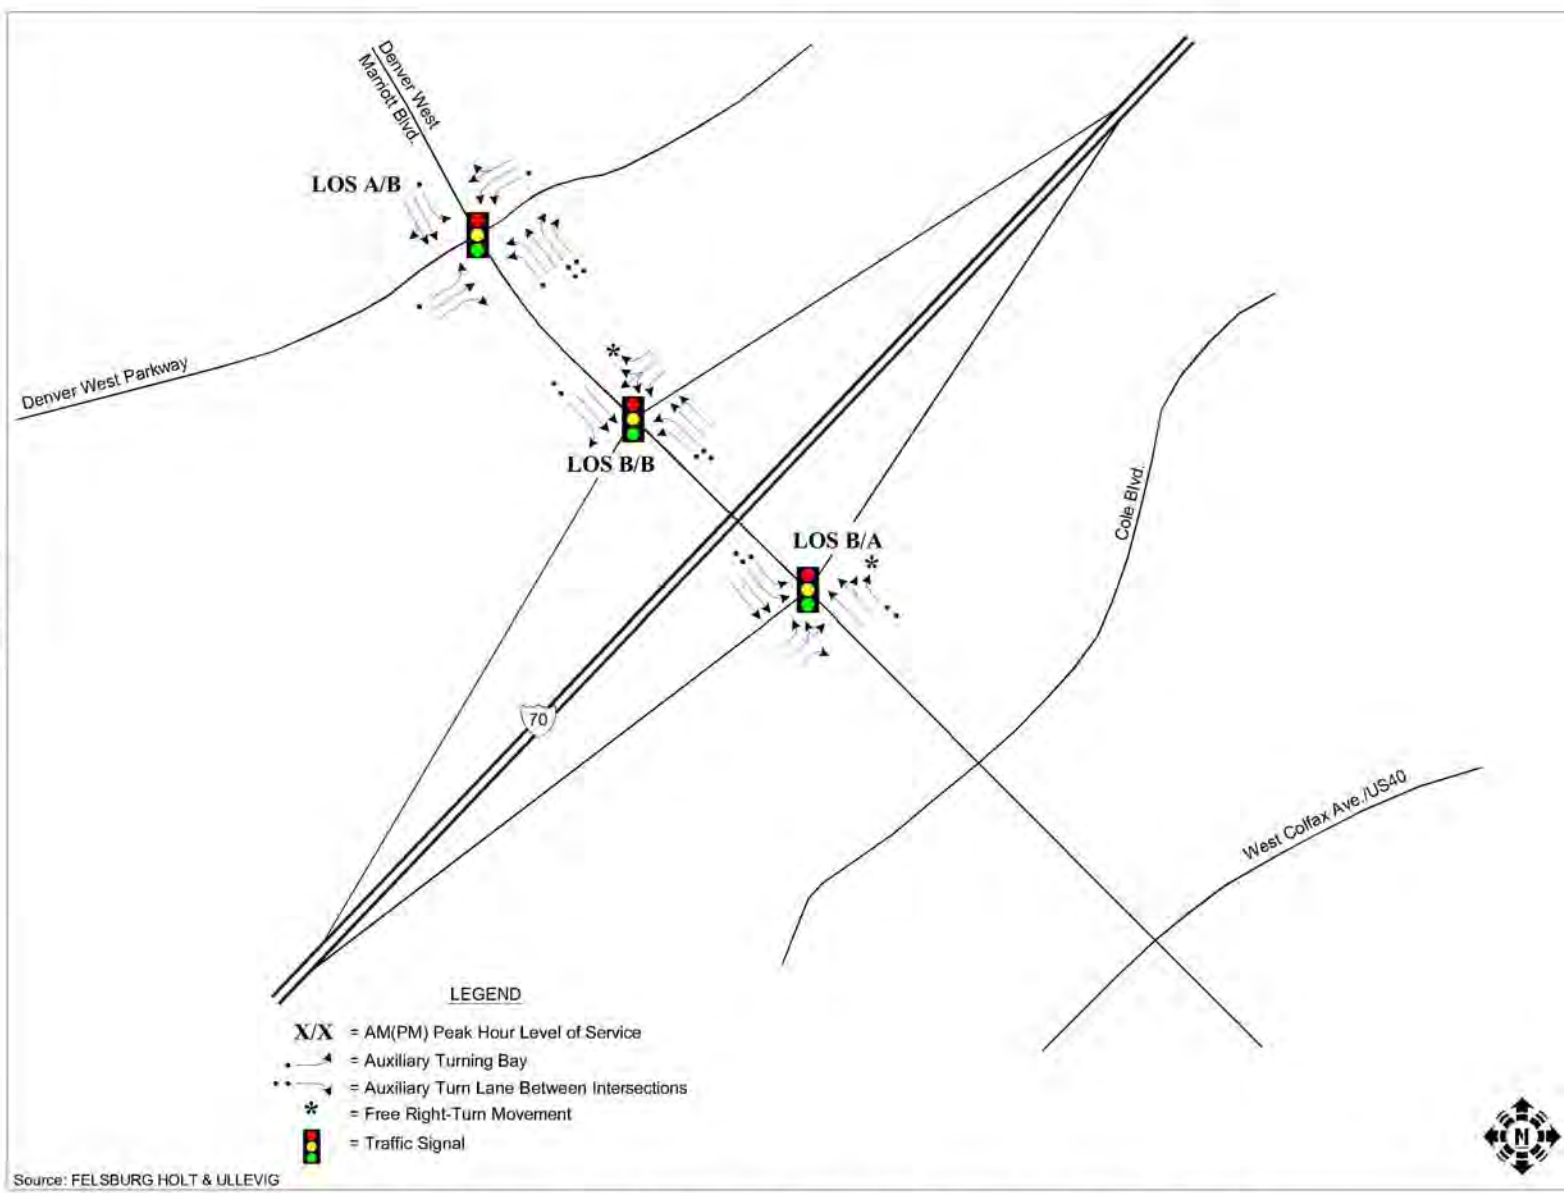 Denver West
Marriott Blvd.
LOS A/B
Denver West Parkway
*
LOS B/B
LOS B/A
*
Cole Blvd.
70
West Colfax Ave./US40
LEGEND
X/X = AM(PM) Peak Hour Level of Service
= Auxiliary Turning Bay
= Auxiliary Turn Lane Between Intersections
* = Free Right-Turn Movement
= Traffic Signal
N
Source: FELSBURG HOLT & ULLEVIG